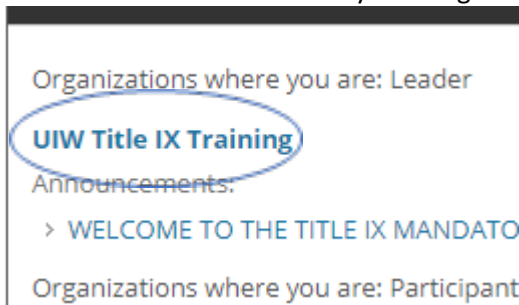 Organizations where you are: Leader
UIW Title IX Training
Announcements:
> WELCOME TO THE TITLE IX MANDATO
Organizations where you are: Participant